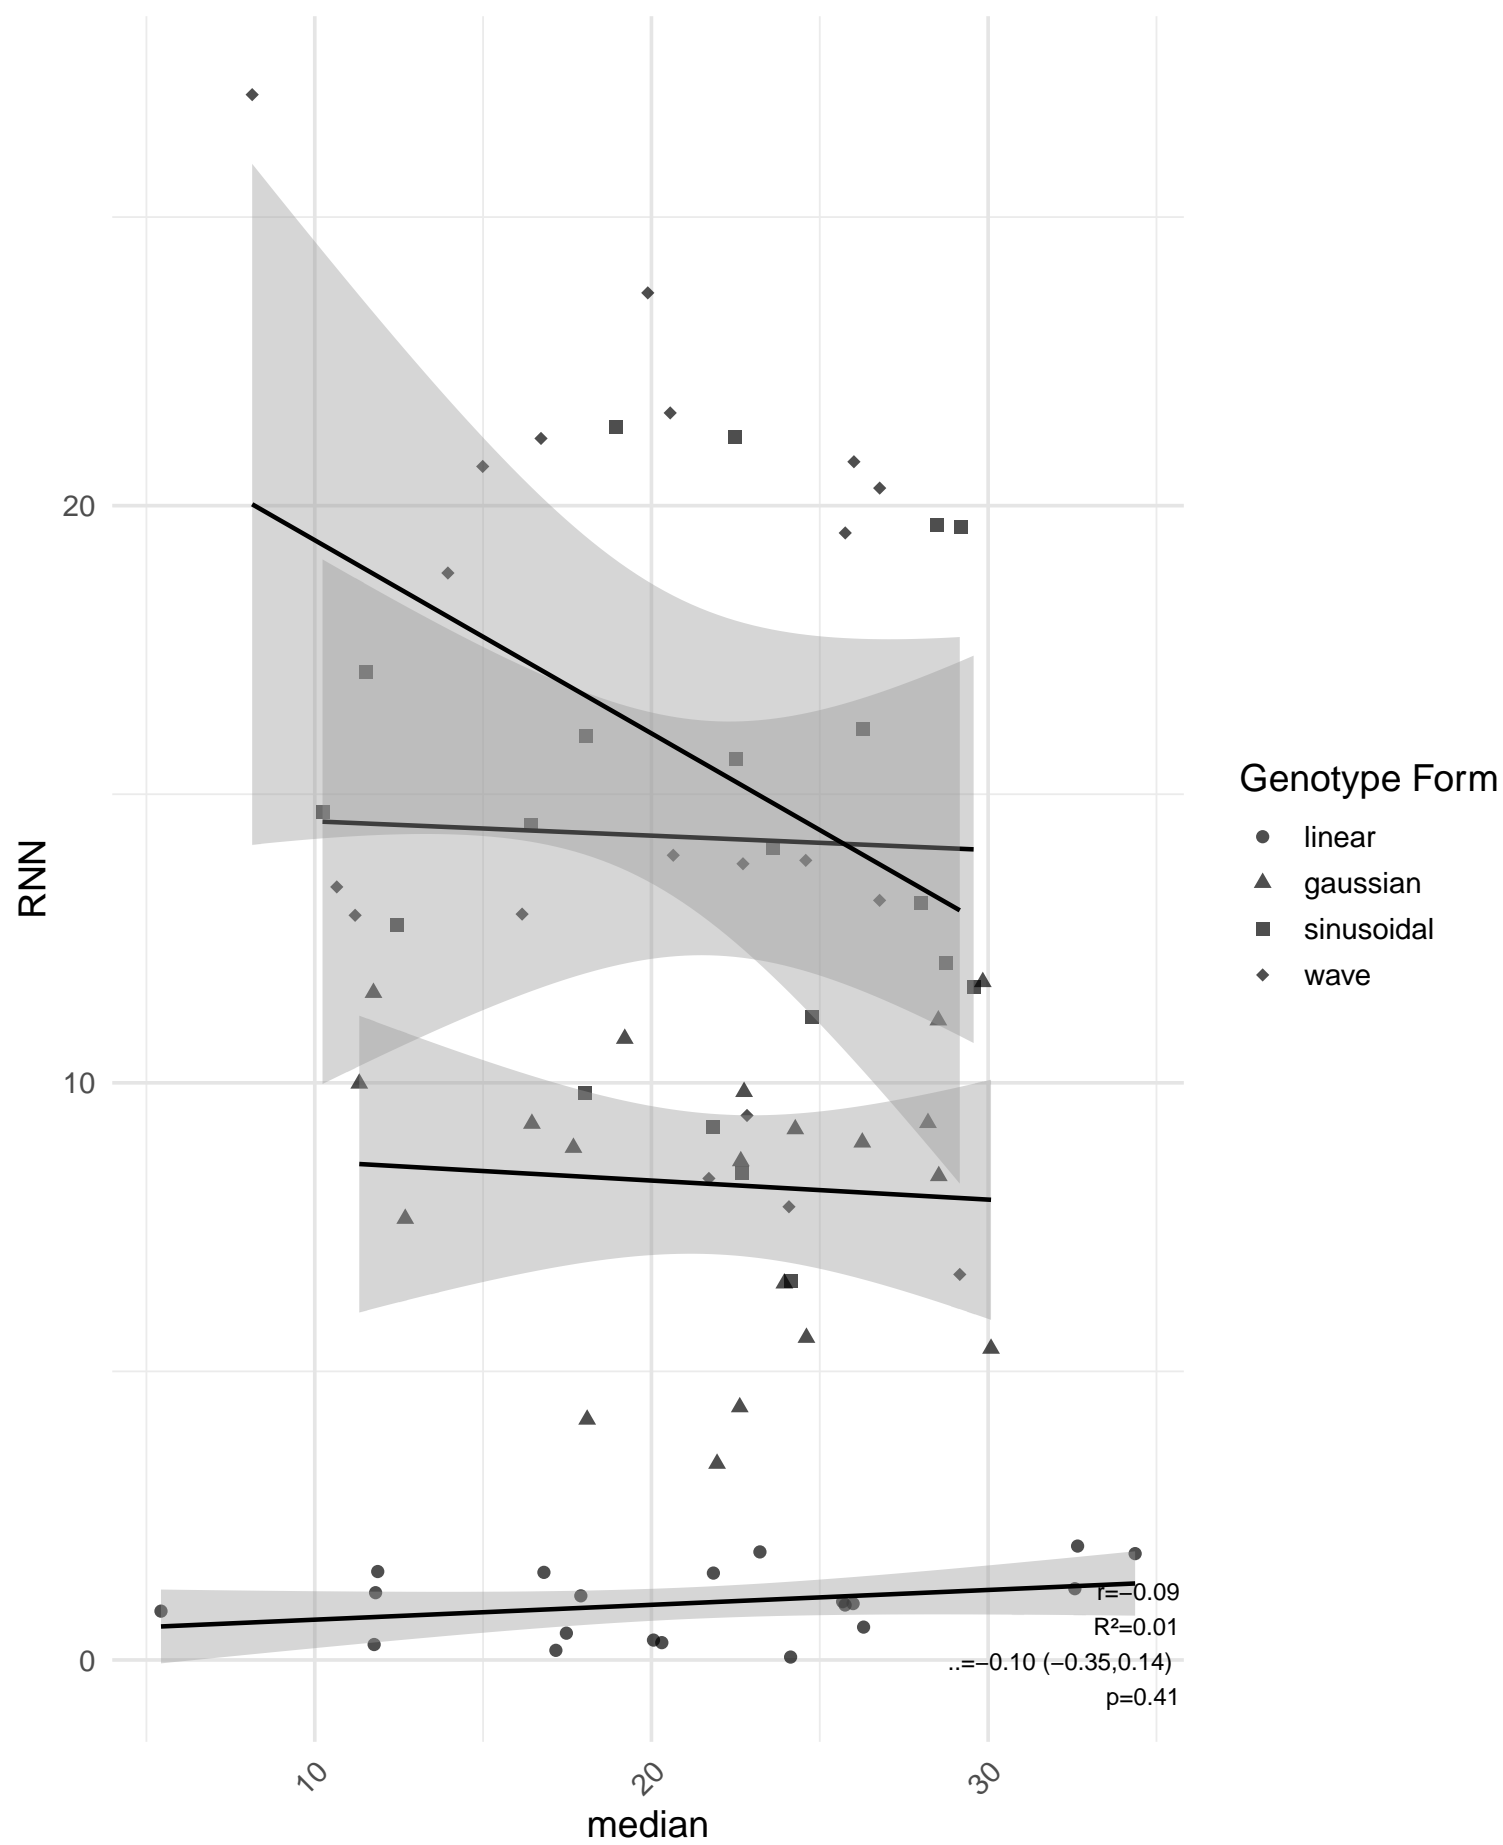 RNN
20
10
0
10
20
30
median
Genotype Form
linear
gaussian
sinusoidal
wave
r=−0.09
R²=0.01
..=−0.10 (−0.35,0.14)
p=0.41